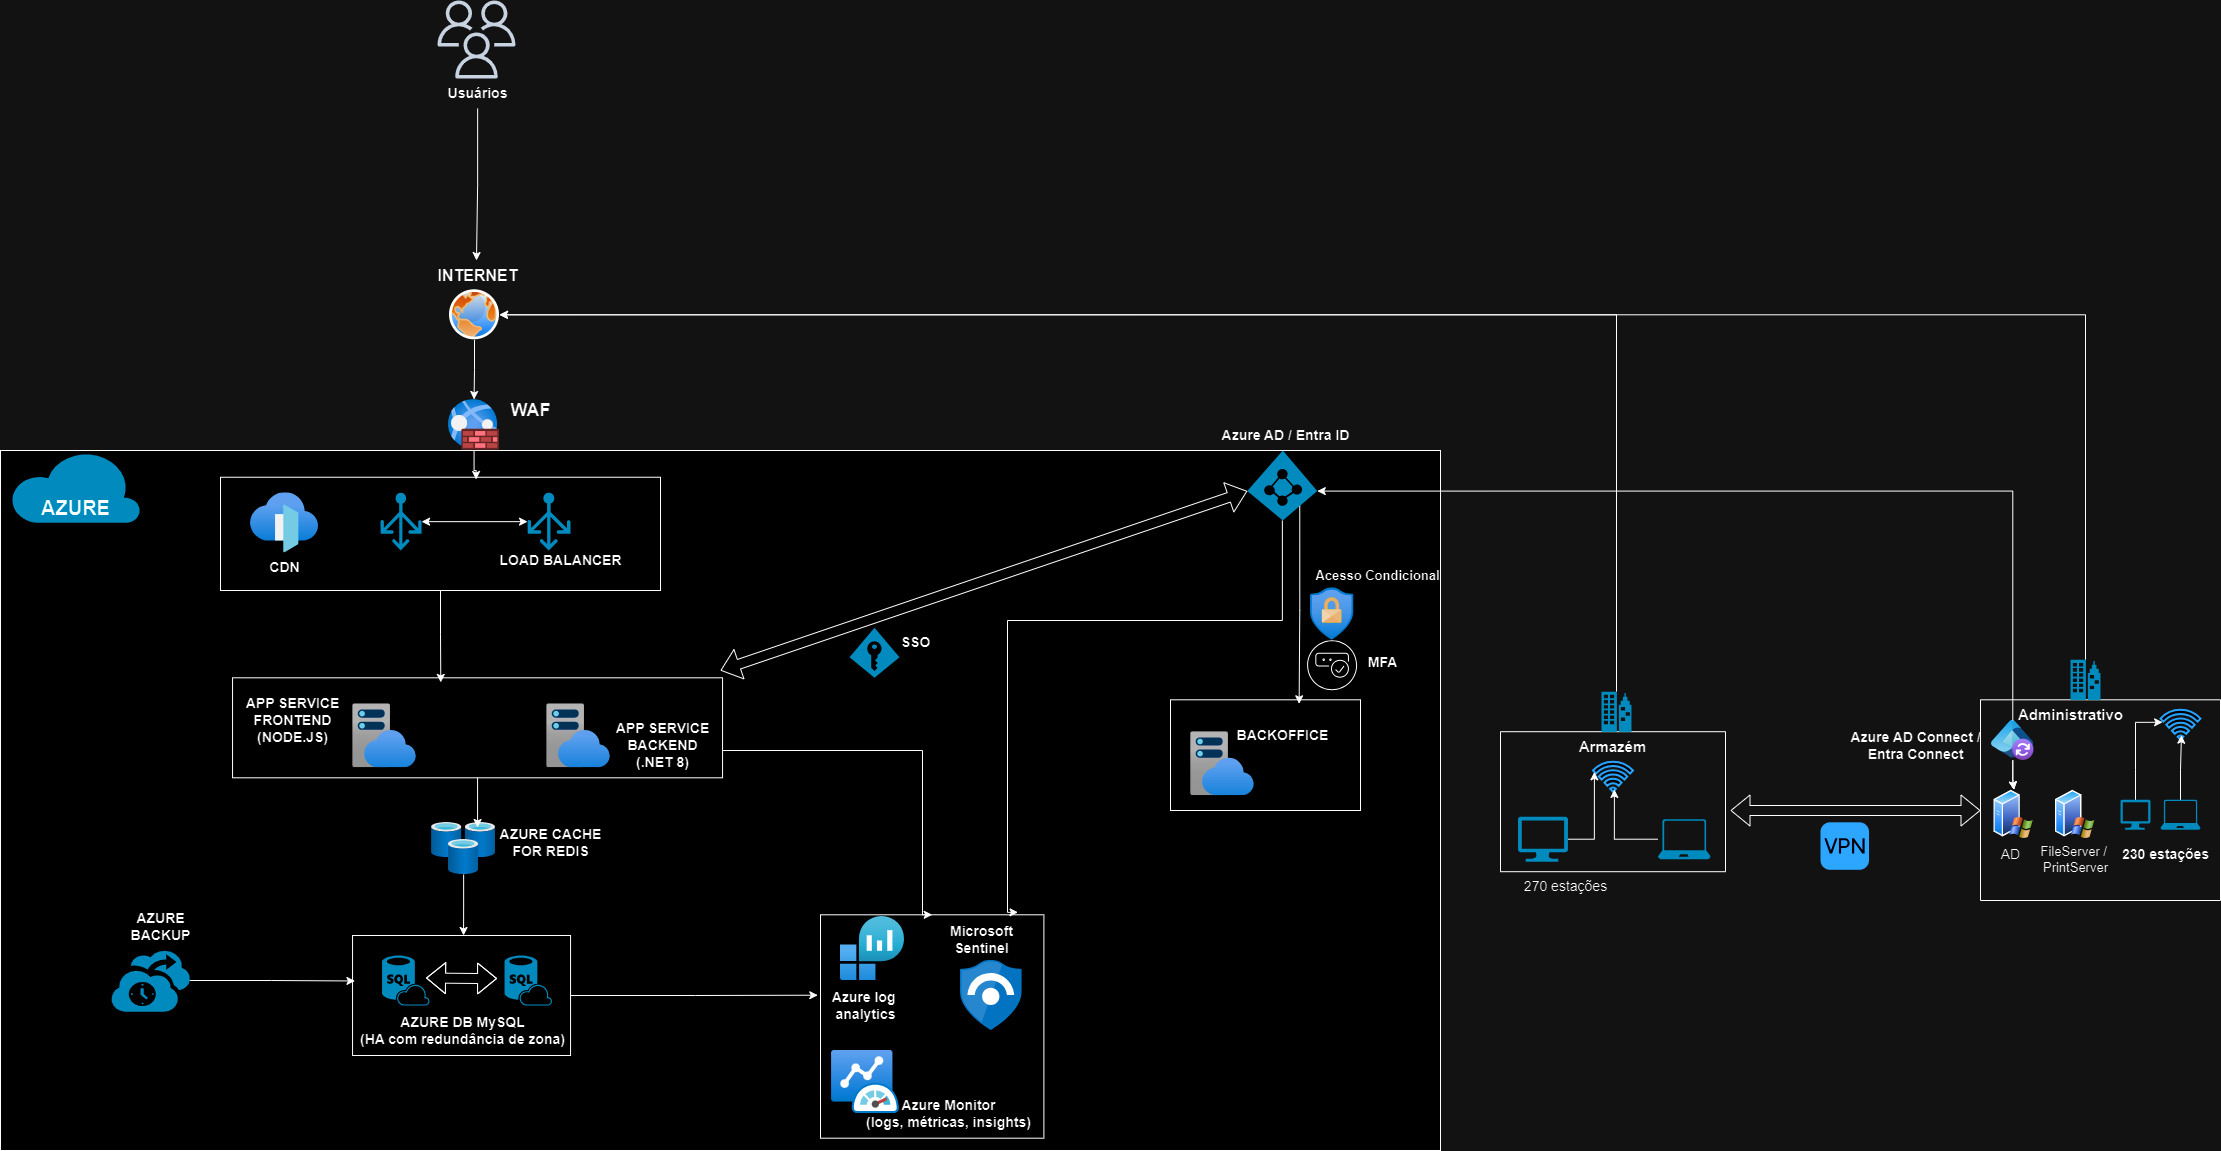 Usuários
INTERNET
WAF
Azure AD / Entra ID
AZURE
CDN
LOAD BALANCER
Acesso Condicional
SSO
MFA
APP SERVICE
FRONTEND
(NODE.JS)
APP SERVICE
BACKEND
(.NET 8)
BACKOFFICE
Armazém
270 estações
VPN
Azure AD Connect /
Entra Connect
Administrativo
AD
FileServer /
PrintServer
230 estações
AZURE CACHE
FOR REDIS
AZURE
BACKUP
SQL
SQL
AZURE DB MySQL
(HA com redundância de zona)
Azure log
analytics
Microsoft
Sentinel
Azure Monitor
(logs, métricas, insights)